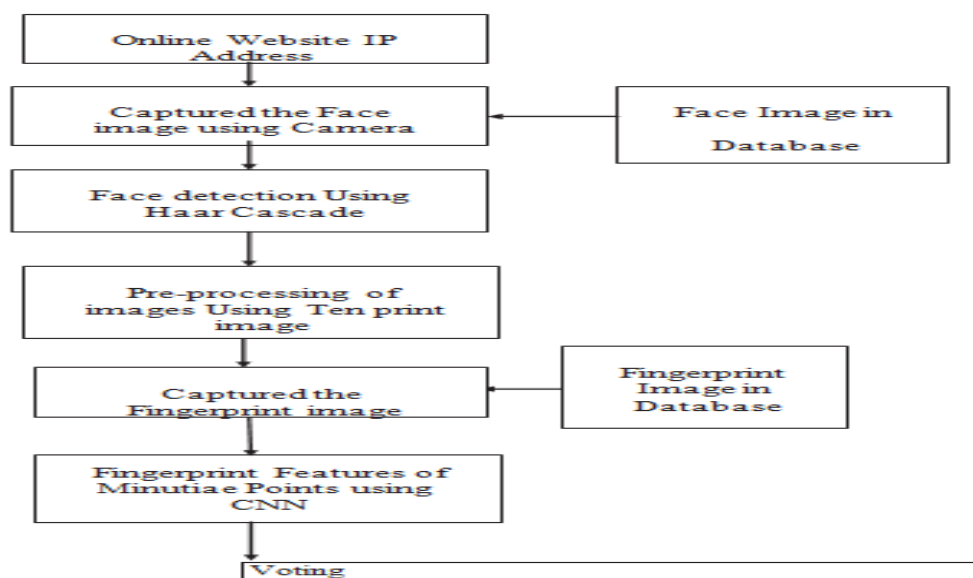 Online Website IP
Address
Captured the Face
image using Camera
Face Image in
Database
Face detection Using
Haar Cascade
Pre-processing of
images Using Ten print
image
Captured the
Fingerprint image
Fingerprint
Image in
Database
Fingerprint Features of
Minutiae Points using
CNN
Voting